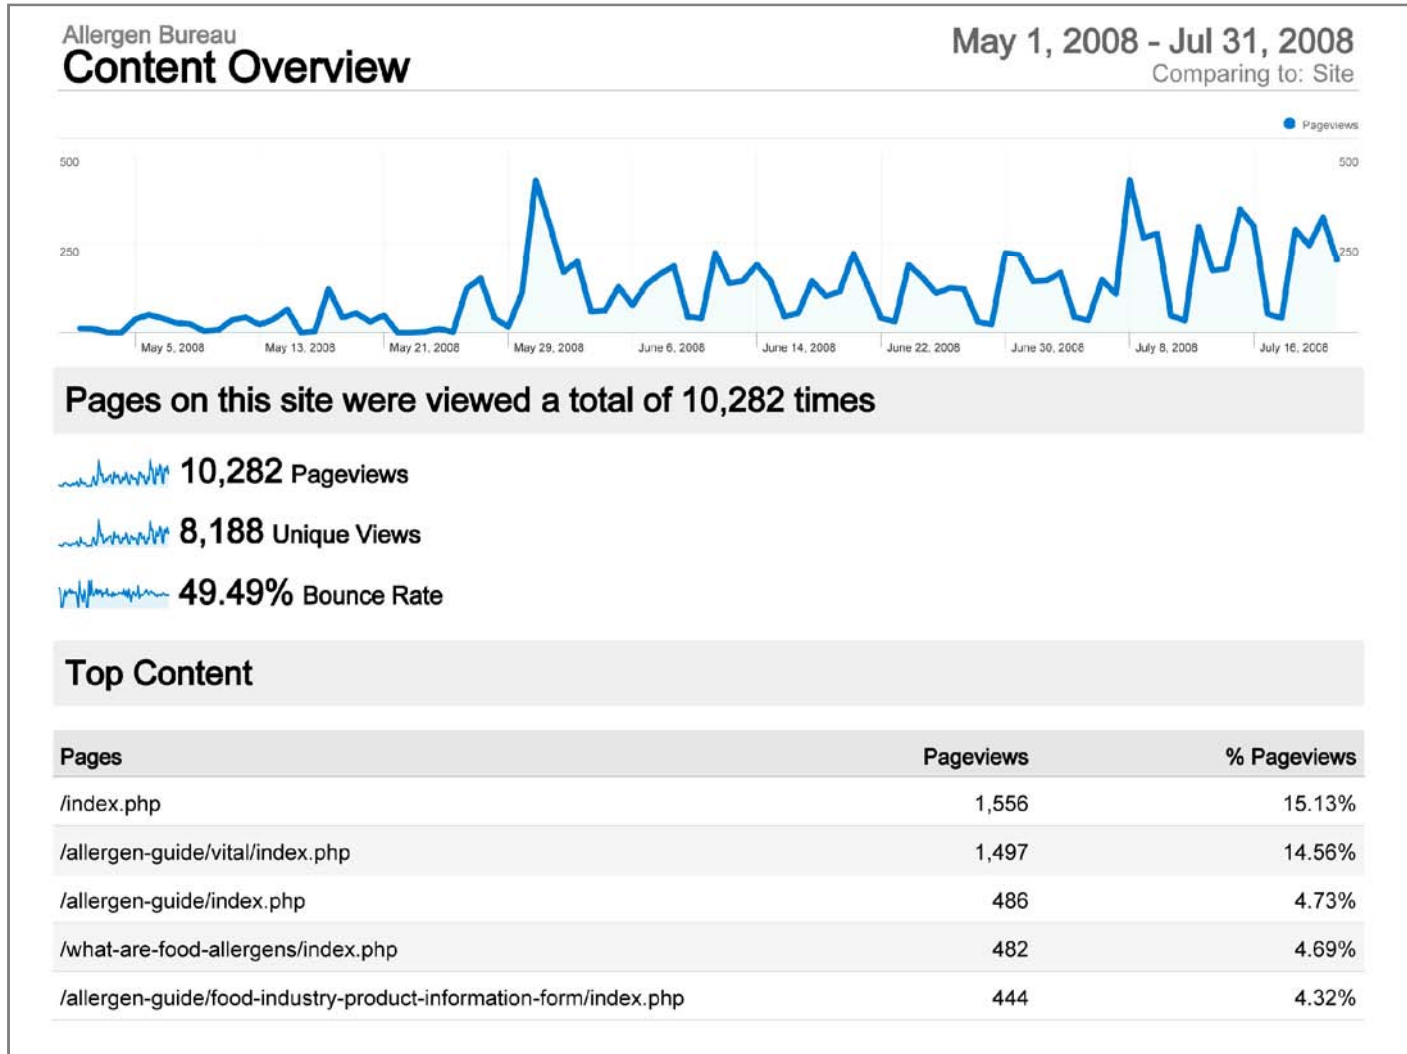 Allergen Bureau
Content Overview
May 1, 2008 - Jul 31, 2008
Comparing to: Site
Pageviews
500 500
250 250
May 5, 2008 May 13, 2008 May 21, 2008 May 29, 2008 June 6, 2008 June 14, 2008 June 22, 2008 June 30, 2008 July 8, 2008 July 16, 2008
Pages on this site were viewed a total of 10,282 times
10,282 Pageviews
8,188 Unique Views
49.49% Bounce Rate
Top Content
Pages Pageviews % Pageviews
/index.php 1,556 15.13%
/allergen-guide/vital/index.php 1,497 14.56%
/allergen-guide/index.php 486 4.73%
/what-are-food-allergens/index.php 482 4.69%
/allergen-guide/food-industry-product-information-form/index.php 444 4.32%